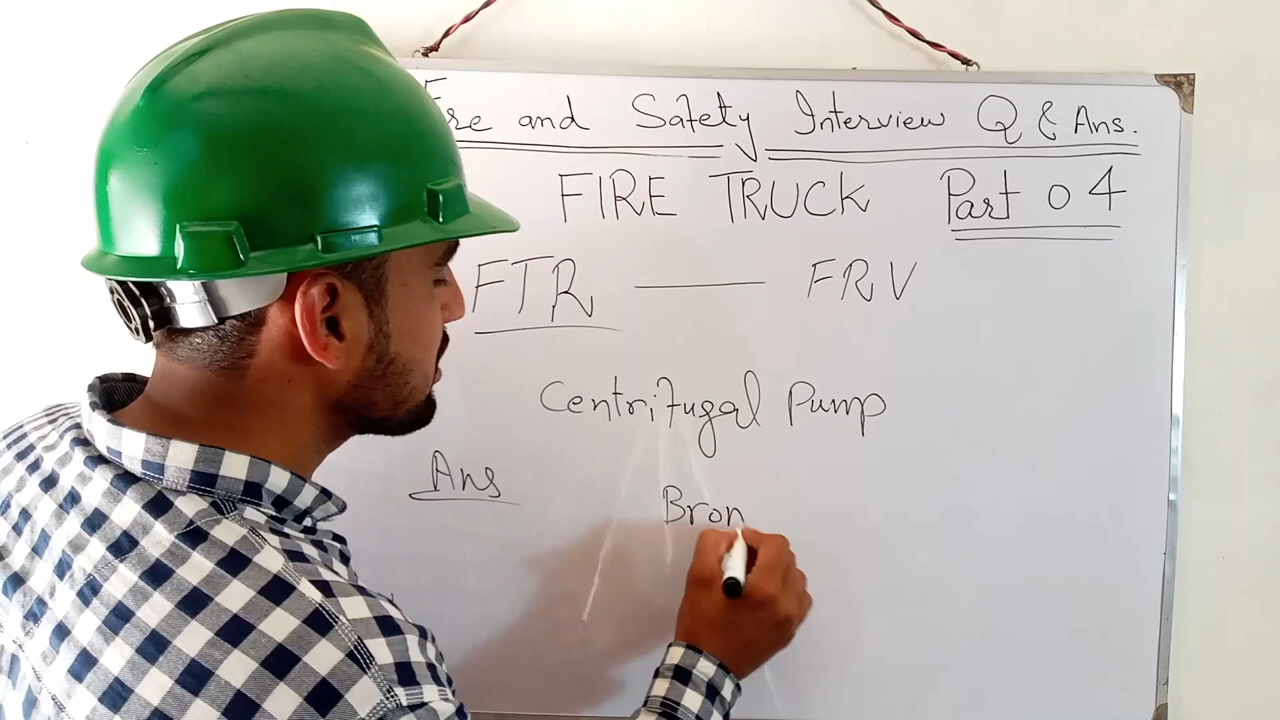 Fire and Safety Interview Q & Ans.
FIRE TRUCK Part 04
FTR — FRV
Centrifugal Pump
Ans
Bron